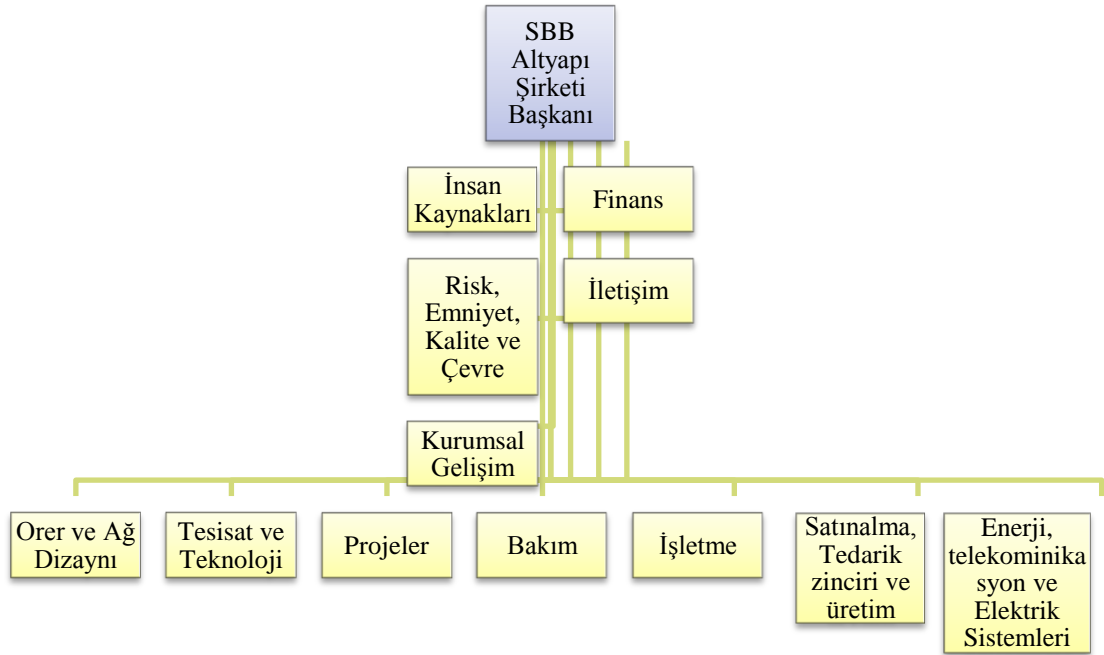 SBB
Altyapı
Şirketi
Başkanı
İnsan
Kaynakları
Finans
Risk,
Emniyet,
Kalite ve
Çevre
İletişim
Kurumsal
Gelişim
Orer ve Ağ
Dizaynı
Tesisat ve
Teknoloji
Projeler
Bakım
İşletme
Satınalma,
Tedarik
zinciri ve
üretim
Enerji,
telekominika
syon ve
Elektrik
Sistemleri